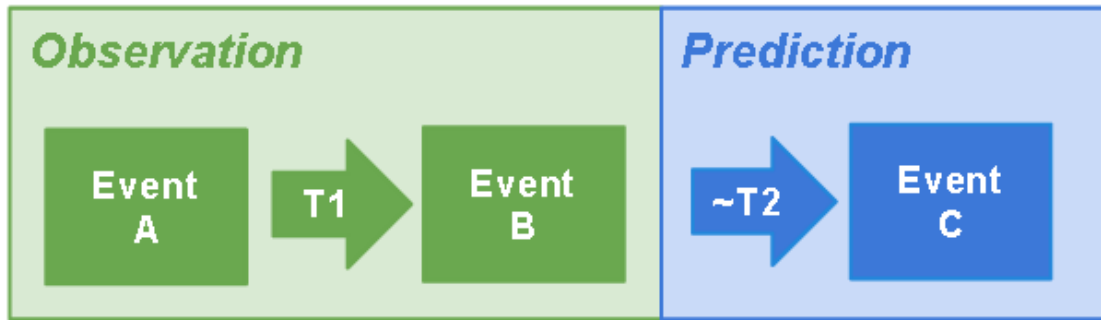 Observation
Prediction
Event
A
T1
Event
B
~T2
Event
C